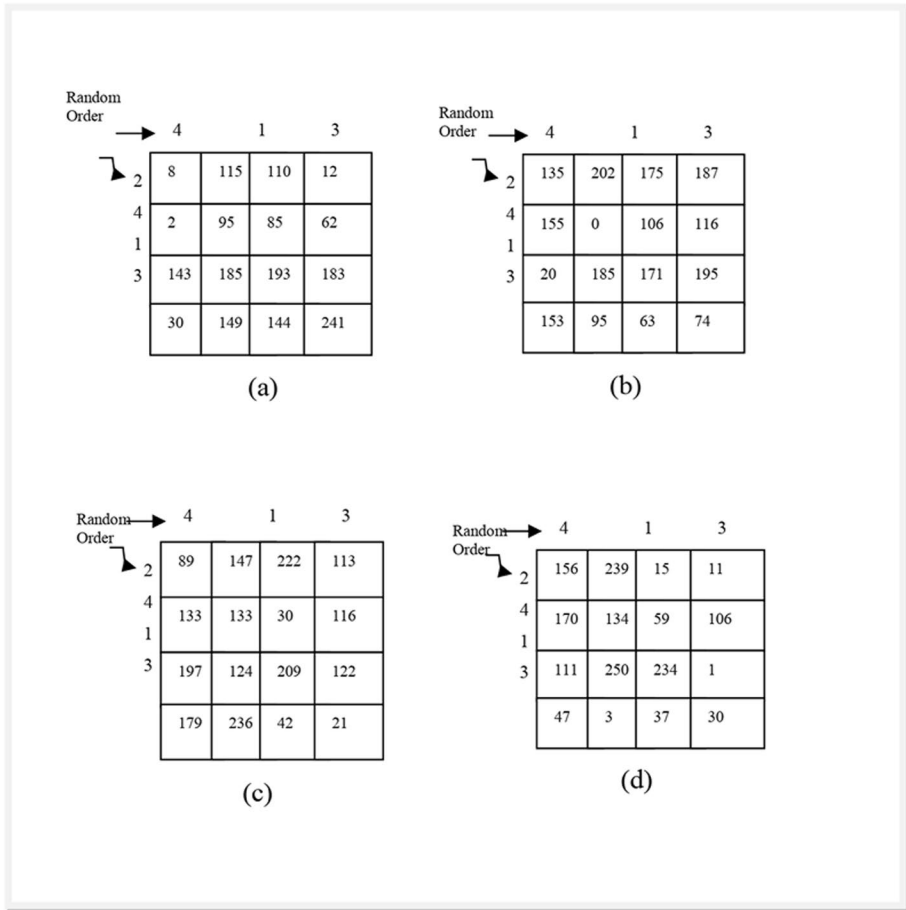 Random
Order
4 1 3
2 8 115 110 12
4 2 95 85 62
1
3 143 185 193 183
30 149 144 241
(a)
Random
Order
4 1 3
2 135 202 175 187
4 155 0 106 116
1
3 20 185 171 195
153 95 63 74
(b)
Random
Order
4 1 3
2 89 147 222 113
4 133 133 30 116
1
3 197 124 209 122
179 236 42 21
(c)
Random
Order
4 1 3
2 156 239 15 11
4 170 134 59 106
1
3 111 250 234 1
47 3 37 30
(d)